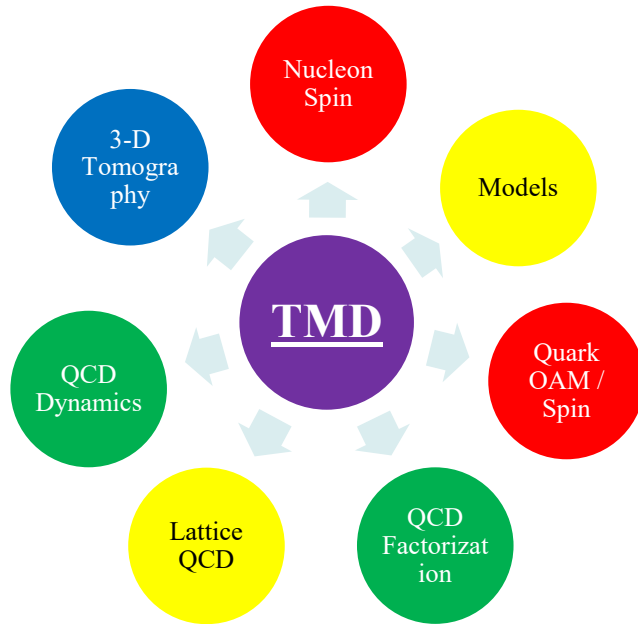 Nucleon
Spin
3-D
Tomogra
phy
Models
TMD
Quark
OAM /
Spin
QCD
Dynamics
Lattice
QCD
QCD
Factorizat
ion